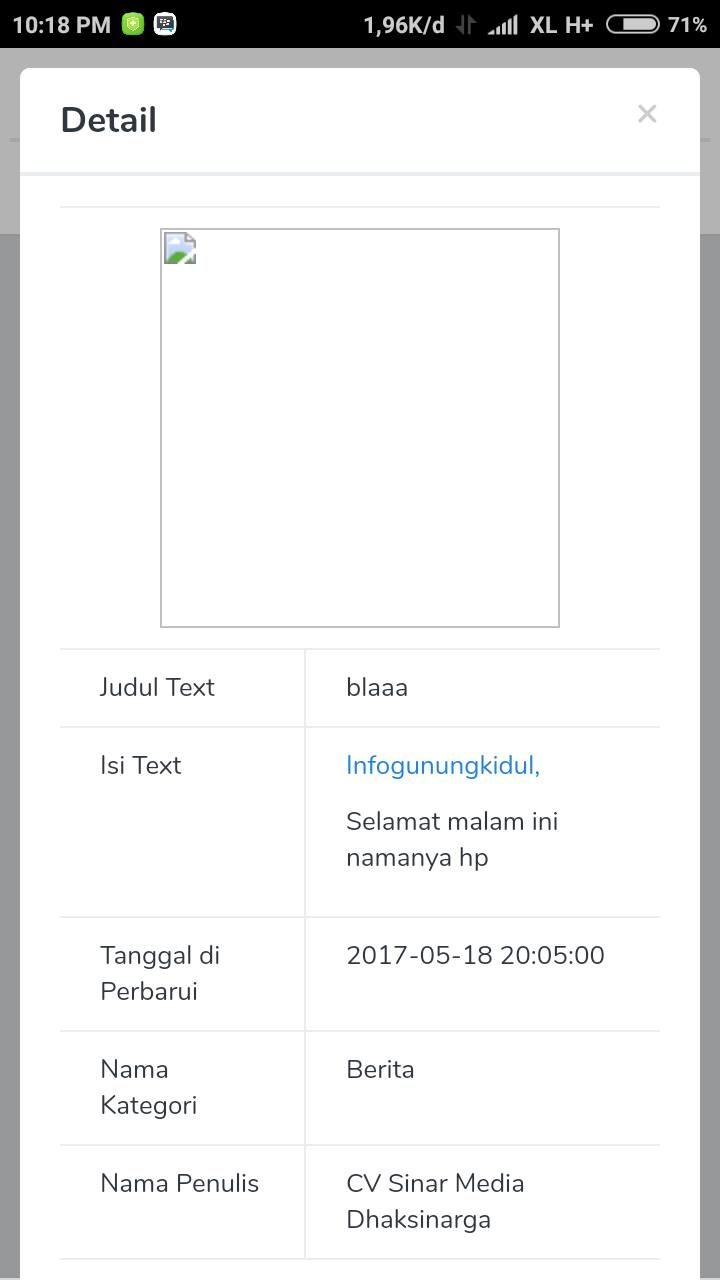 10:18 PM 1,96K/d XL H+ 71%
Detail
Judul Text blaaa
Isi Text Infogunungkidul,
Selamat malam ini
namanya hp
Tanggal di 2017-05-18 20:05:00
Perbarui
Nama Berita
Kategori
Nama Penulis CV Sinar Media
Dhaksinarga